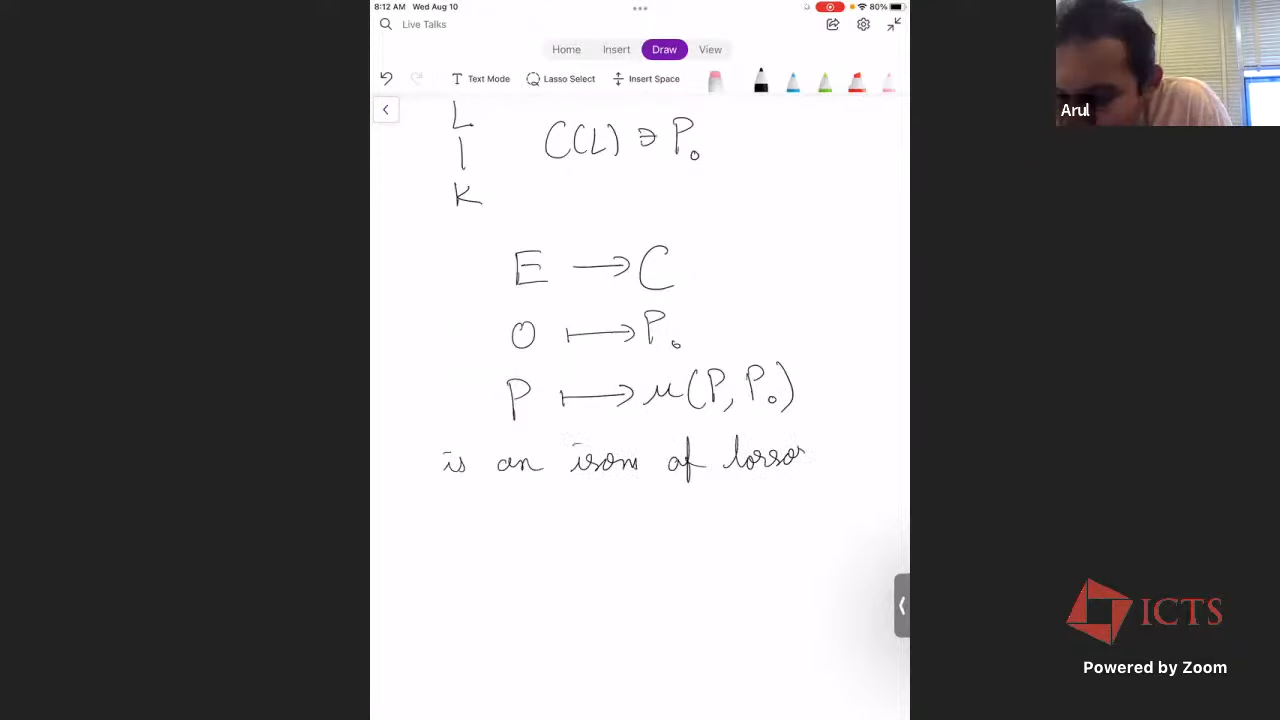 8:12 AM Wed Aug 10
80%
Live Talks
Home Insert Draw View
Text Mode Lasso Select Insert Space
L
K
C(L) ∋ P₀
E → C
O ↦ P₀
P ↦ μ(P, P₀)
is an isom of torsor
Arul
ICTS
Powered by Zoom